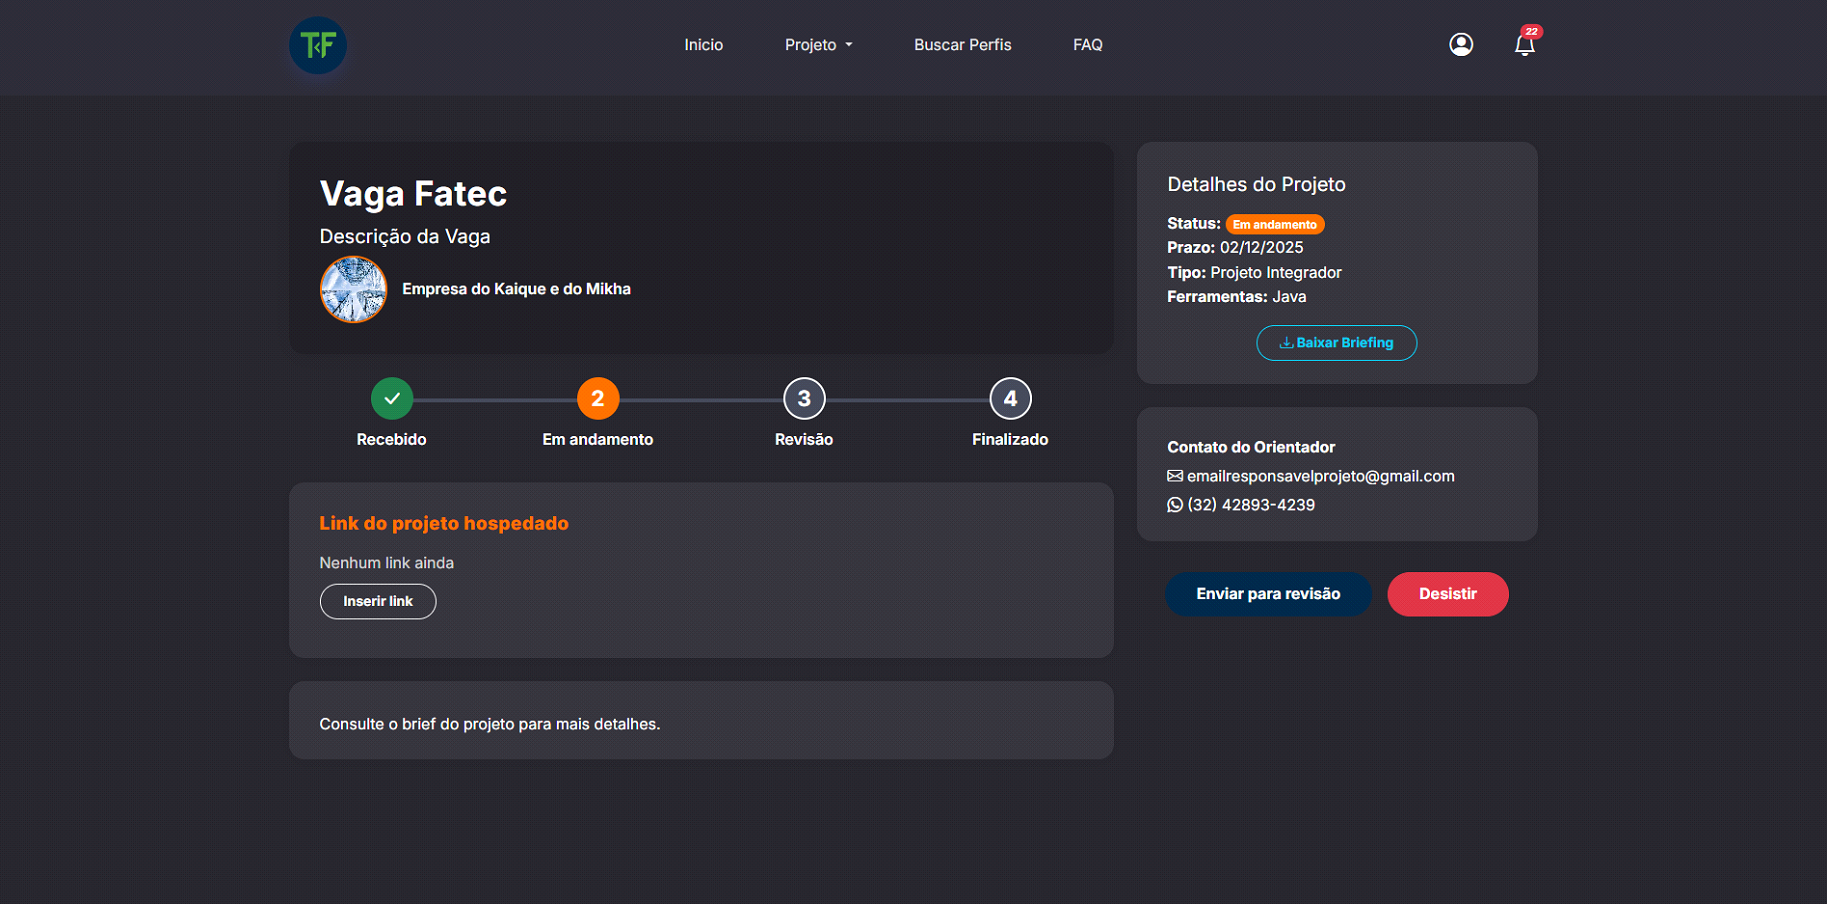 TKF
Inicio
Projeto
Buscar Perfis
FAQ
22
Vaga Fatec
Descrição da Vaga
Empresa do Kaique e do Mikha
2
3
4
Recebido
Em andamento
Revisão
Finalizado
Link do projeto hospedado
Nenhum link ainda
Inserir link
Consulte o brief do projeto para mais detalhes.
Detalhes do Projeto
Status: Em andamento
Prazo: 02/12/2025
Tipo: Projeto Integrador
Ferramentas: Java
Baixar Briefing
Contato do Orientador
emailresponsavelprojeto@gmail.com
(32) 42893-4239
Enviar para revisão
Desistir